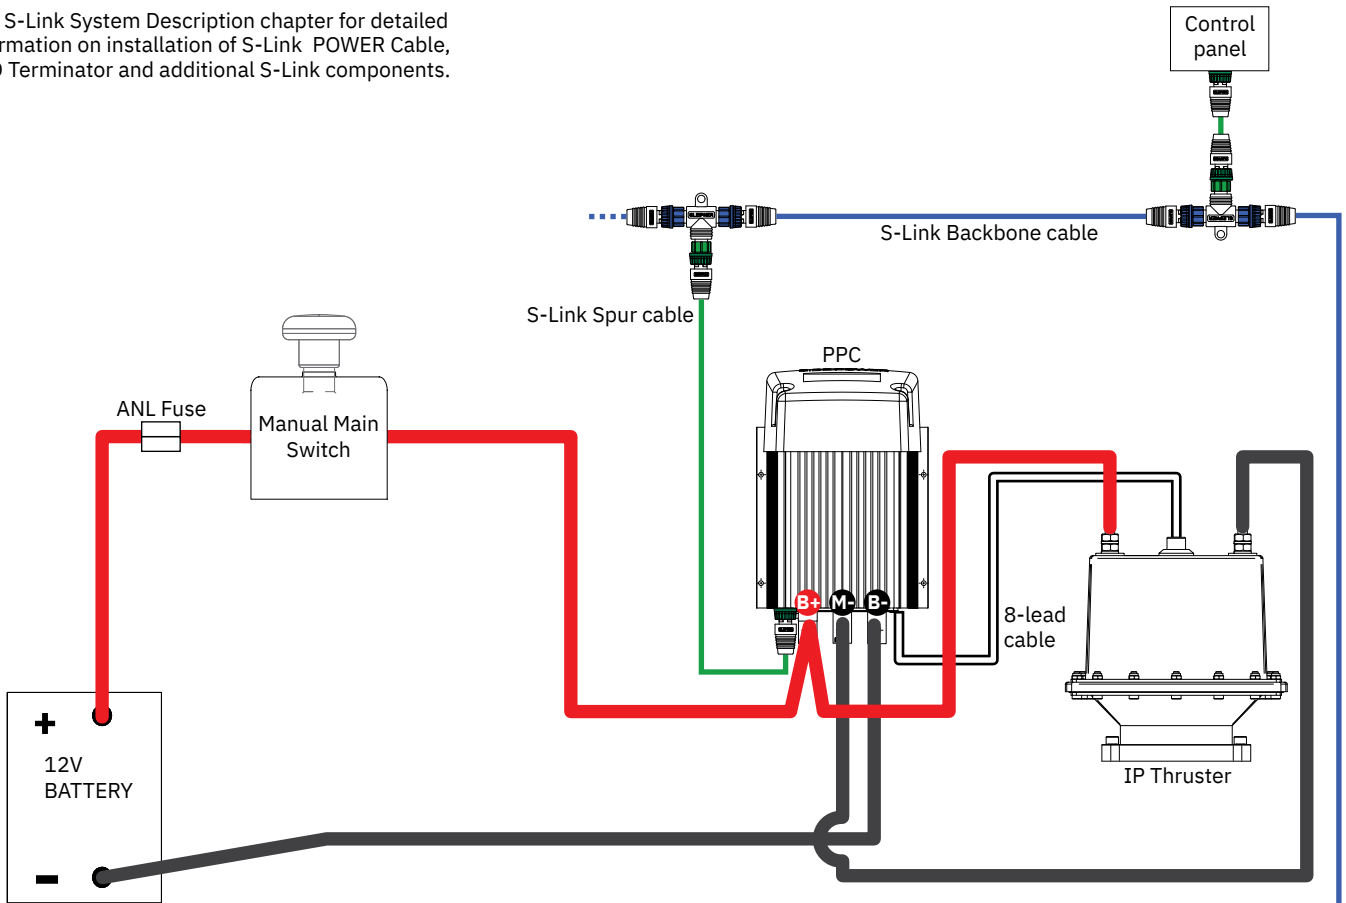 S-Link System Description chapter for detailed
rmation on installation of S-Link POWER Cable,
Terminator and additional S-Link components.
Control
panel
S-Link Backbone cable
S-Link Spur cable
PPC
ANL Fuse
Manual Main
Switch
B+ M- B-
8-lead
cable
+
12V
BATTERY
-
IP Thruster